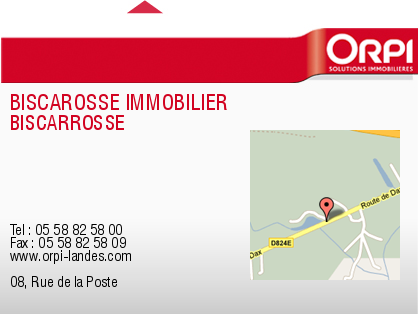 ORPI
SOLUTIONS IMMOBILIÈRES
BISCAROSSE IMMOBILIER
BISCARROSSE
Route de Dax
D824E
Dax
Tel : 05 58 82 58 00
Fax : 05 58 82 58 09
www.orpi-landes.com
08, Rue de la Poste